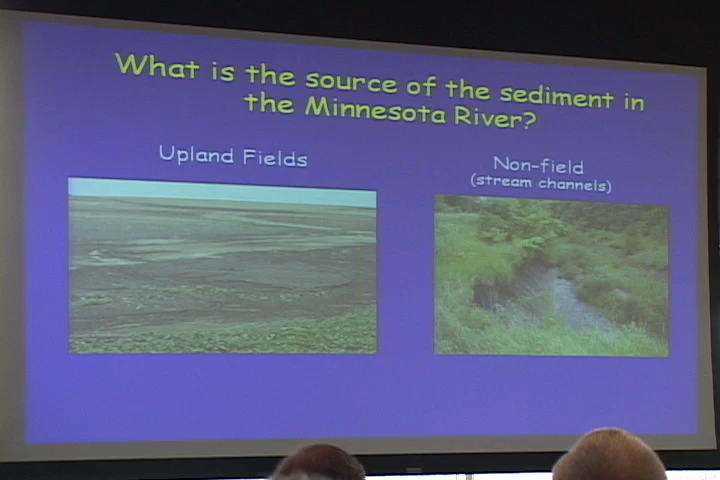 What is the source of the sediment in
the Minnesota River?
Upland Fields
Non-field
(stream channels)